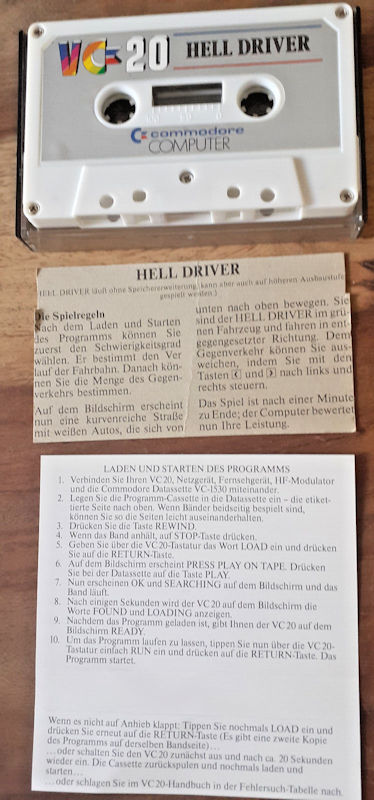 VC 20 HELL DRIVER
commodore
COMPUTER
HELL DRIVER
HELL DRIVER läuft ohne Speichererweiterung (kann aber auch auf höheren Ausbaustufen
gespielt werden.)
Die Spielregeln
Nach dem Laden und Starten
des Programms können Sie
zuerst den Schwierigkeitsgrad
wählen. Er bestimmt den Ver
lauf der Fahrbahn. Danach kön-
nen Sie die Menge des Gegen-
verkehrs bestimmen.
Auf dem Bildschirm erscheint
nun eine kurvenreiche Straße
mit weißen Autos, die sich von
unten nach oben bewegen. Sie
sind der HELL DRIVER im grü-
nen Fahrzeug und fahren in ent-
gegengesetzter Richtung. Dem
Gegenverkehr können Sie aus-
weichen, indem Sie mit den
Tasten < und > nach links und
rechts steuern.
Das Spiel ist nach einer Minute
zu Ende; der Computer bewertet
nun Ihre Leistung.
LADEN UND STARTEN DES PROGRAMMS
1. Verbinden Sie Ihren VC 20, Netzgerät, Fernsehgerät, HF-Modulator
und die Commodore Datassette VC-1530 miteinander.
2. Legen Sie die Programm-Cassette in die Datassette ein – die etiket-
tierte Seite nach oben. Wenn Bänder beidseitig bespielt sind,
können Sie so die Seiten leicht auseinanderhalten.
3. Drücken Sie die Taste REWIND.
4. Wenn das Band anhält, auf STOP-Taste drücken.
5. Geben Sie über die VC20-Tastatur das Wort LOAD ein und drücken
Sie auf die RETURN-Taste.
6. Auf dem Bildschirm erscheint PRESS PLAY ON TAPE. Drücken
Sie bei der Datassette auf die Taste PLAY.
7. Nun erscheinen OK und SEARCHING auf dem Bildschirm und das
Band läuft.
8. Nach einigen Sekunden wird der VC 20 auf dem Bildschirm die
Worte FOUND und LOADING anzeigen.
9. Nachdem das Programm geladen ist, gibt Ihnen der VC 20 auf dem
Bildschirm READY.
10. Um das Programm laufen zu lassen, tippen Sie nun über die VC 20-
Tastatur einfach RUN ein und drücken auf die RETURN-Taste. Das
Programm startet.
Wenn es nicht auf Anhieb klappt: Tippen Sie nochmals LOAD ein und
drücken Sie erneut auf die RETURN-Taste (Es gibt eine zweite Kopie
des Programms auf derselben Bandseite)...
...oder schalten Sie den VC 20 zunächst aus und nach ca. 20 Sekunden
wieder ein. Die Cassette zurückspulen und nochmals laden und
starten...
...oder schlagen Sie im VC 20-Handbuch in der Fehlersuch-Tabelle nach.